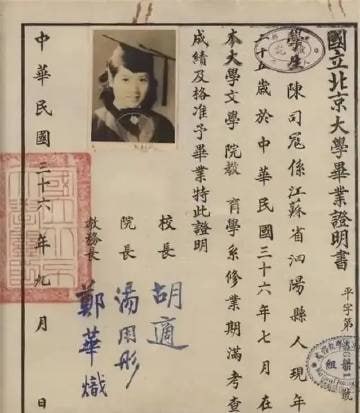 國立北京大學畢業證明書
平字第
號
學生陳司寇係江蘇省泗陽縣人現年
二十五歲於中華民國三十六年七月在
本大學文學院教育學系修業期滿考查
成績及格准予畢業特此證明
校長 胡適
院長 湯用彤
教務長 鄭華熾
中華民國三十六年九月 日